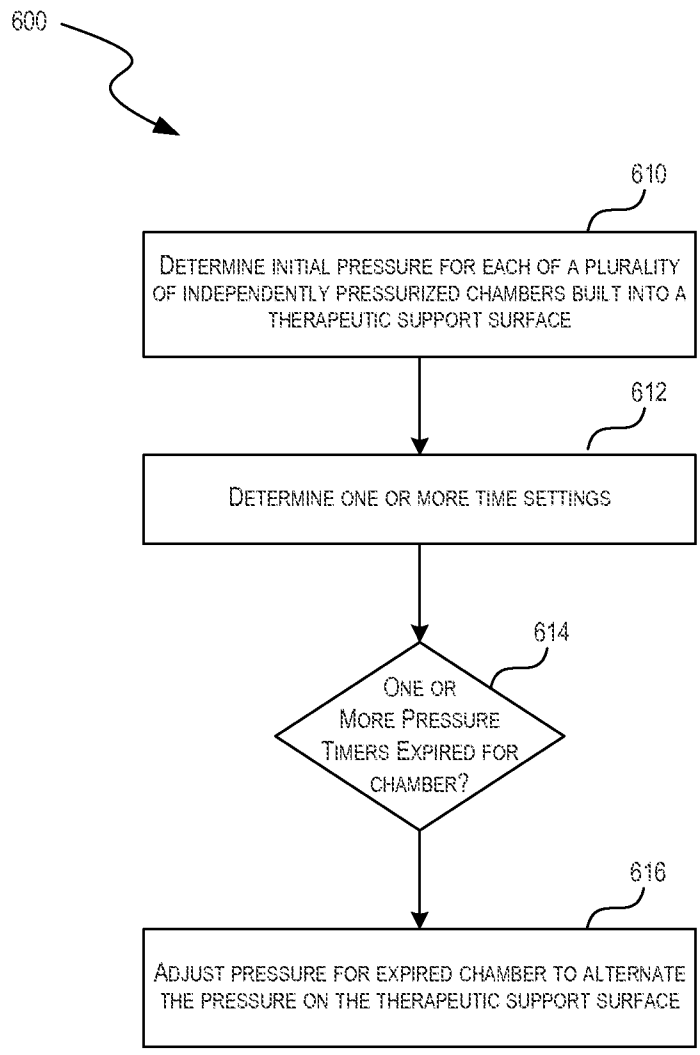 600
610
DETERMINE INITIAL PRESSURE FOR EACH OF A PLURALITY
OF INDEPENDENTLY PRESSURIZED CHAMBERS BUILT INTO A
THERAPEUTIC SUPPORT SURFACE
612
DETERMINE ONE OR MORE TIME SETTINGS
614
ONE OR
MORE PRESSURE
TIMERS EXPIRED FOR
CHAMBER?
616
ADJUST PRESSURE FOR EXPIRED CHAMBER TO ALTERNATE
THE PRESSURE ON THE THERAPEUTIC SUPPORT SURFACE